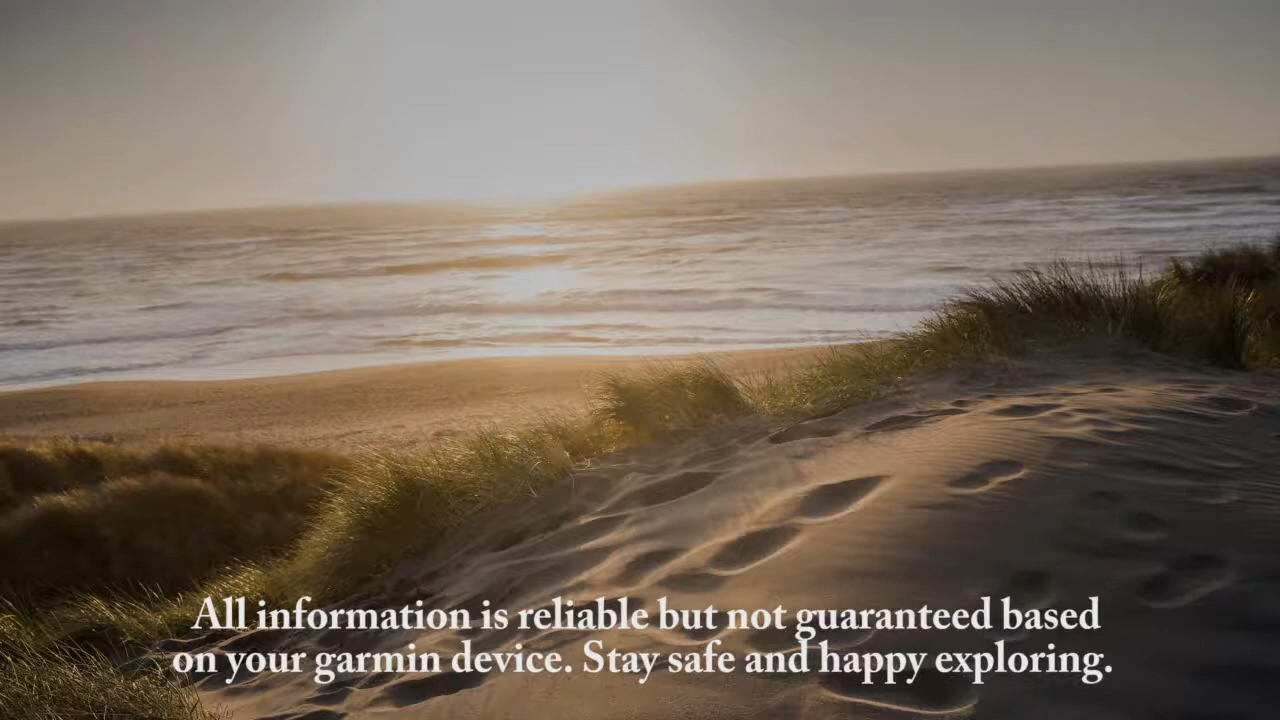 All information is reliable but not guaranteed based
on your garmin device. Stay safe and happy exploring.